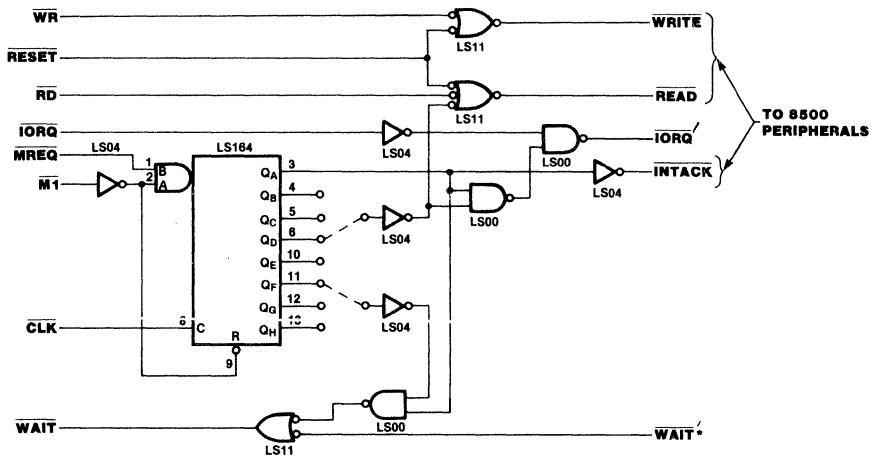 WR
WRITE
LS11
RESET
RD
READ
LS11
TO 8500
PERIPHERALS
IORQ
LS04
IORQ′
LS00
MREQ
LS04
LS164
1
B
2
A
M1
QA 3
INTACK
LS04
QB 4
LS00
QC 5
QD 6
LS04
QE 10
QF 11
QG 12
LS04
QH 13
CLK
C
R
9
LS00
WAIT
LS11
WAIT′*